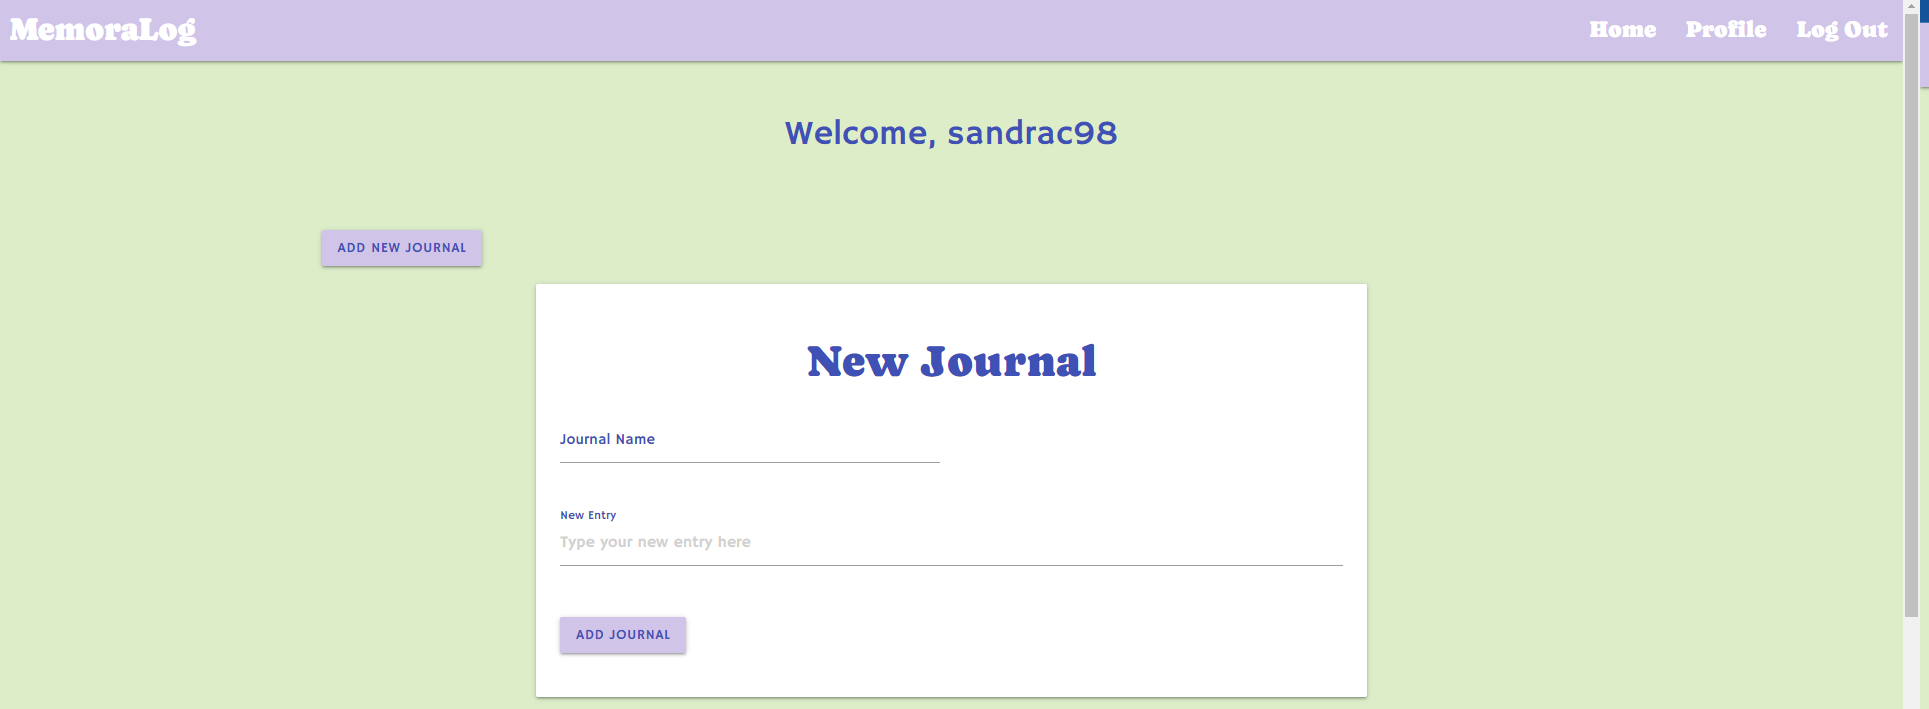 MemoraLog Home Profile Log Out
Welcome, sandrac98
ADD NEW JOURNAL
New Journal
Journal Name
New Entry
Type your new entry here
ADD JOURNAL